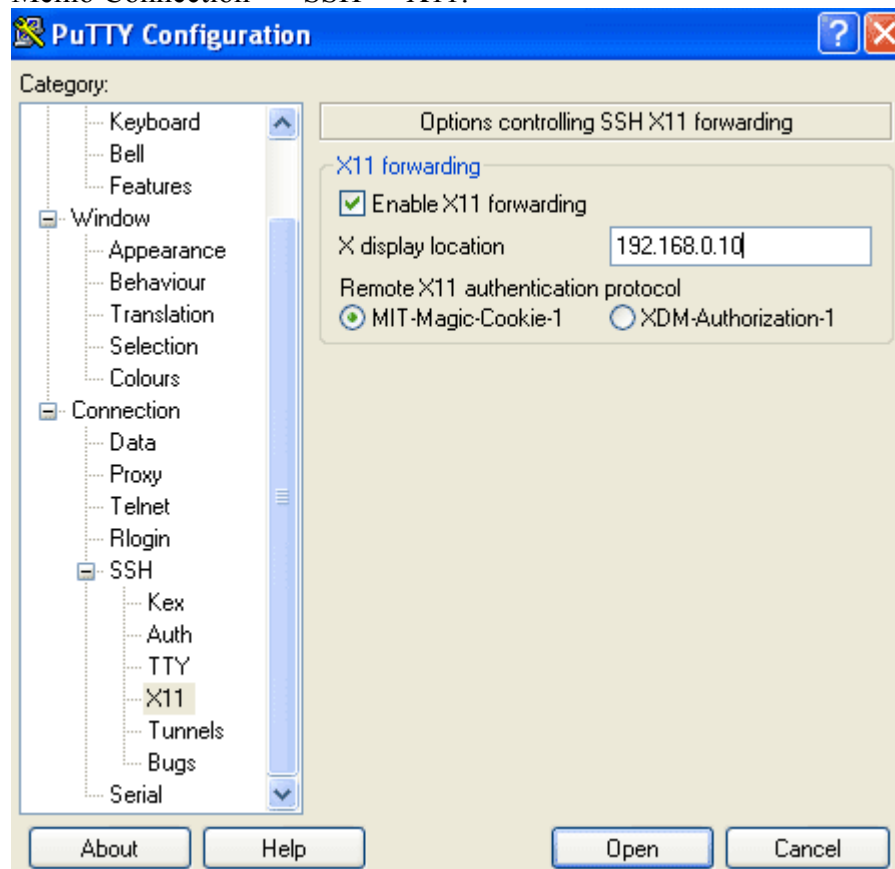 PuTTY Configuration
Category:
Keyboard
Bell
Features
Window
Appearance
Behaviour
Translation
Selection
Colours
Connection
Data
Proxy
Telnet
Rlogin
SSH
Kex
Auth
TTY
X11
Tunnels
Bugs
Serial
Options controlling SSH X11 forwarding
X11 forwarding
Enable X11 forwarding
X display location 192.168.0.10
Remote X11 authentication protocol
MIT-Magic-Cookie-1 XDM-Authorization-1
About Help Open Cancel